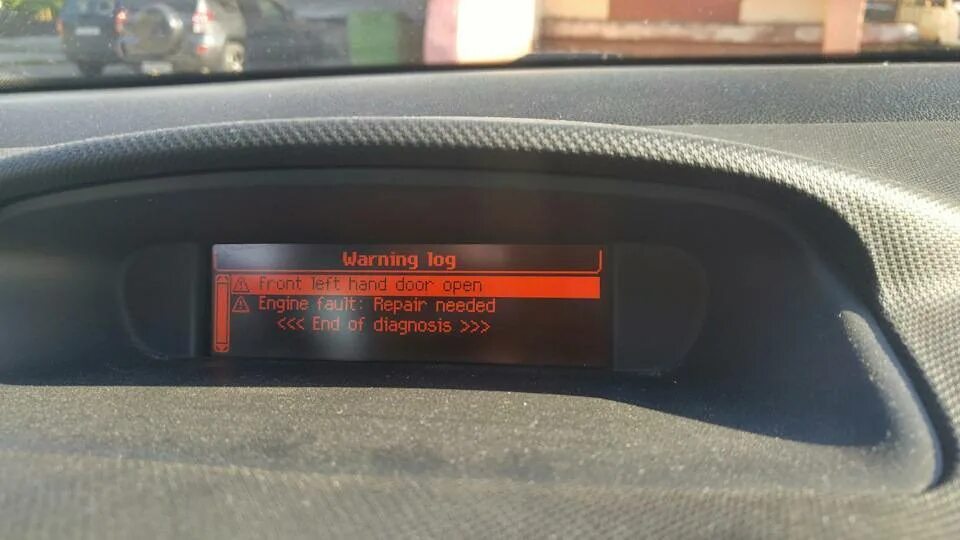 Warning log
Front left hand door open
Engine fault: Repair needed
<<< End of diagnosis >>>